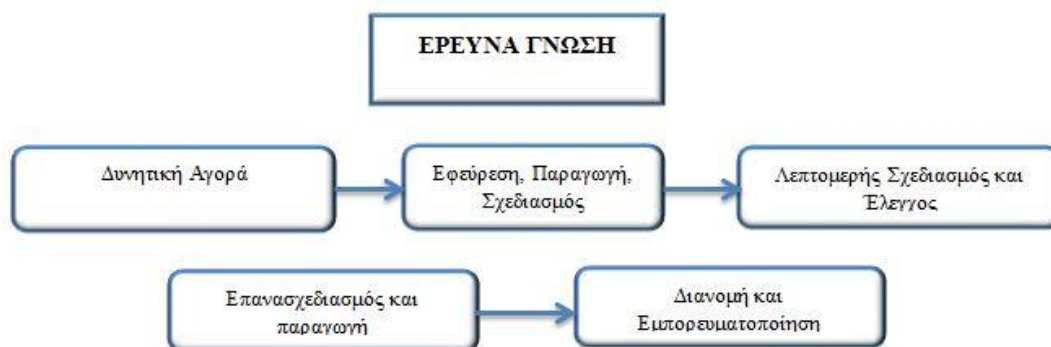 ΕΡΕΥΝΑ ΓΝΩΣΗ
Δυνητική Αγορά
Εφεύρεση, Παραγωγή,
Σχεδιασμός
Λεπτομερής Σχεδιασμός και
Έλεγχος
Επανασχεδιασμός και
παραγωγή
Διανομή και
Εμπορευματοποίηση